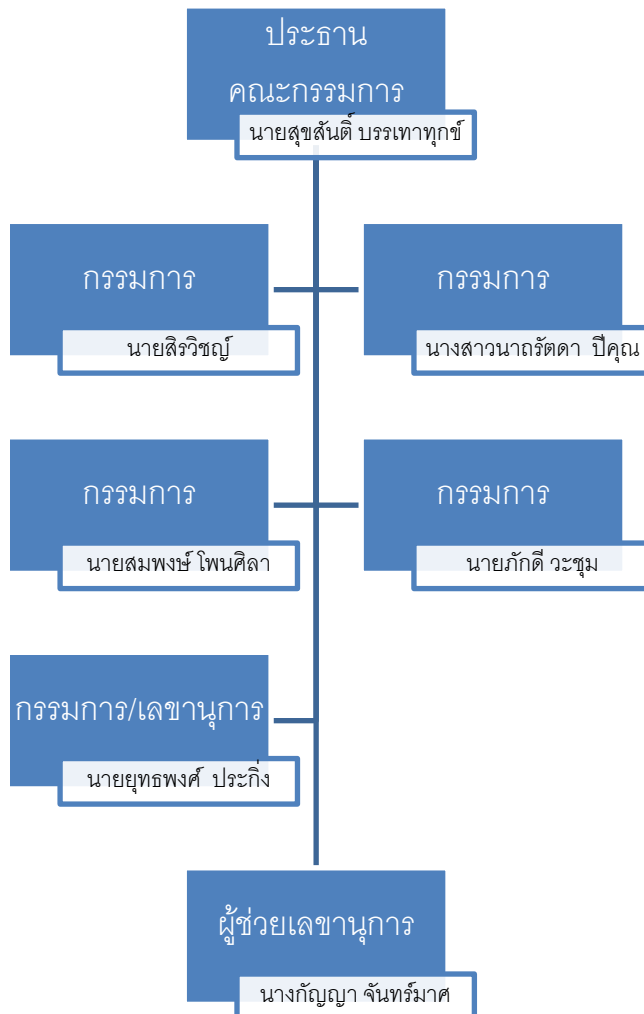 ประธาน
คณะกรรมการ
นายสุขสันติ์ บรรเทาทุกข์
กรรมการ
นายสิรวิชญ์
กรรมการ
นางสาวนาถรัตดา ปีคุณ
กรรมการ
นายสมพงษ์ โพนศิลา
กรรมการ
นายภักดี วะชุม
กรรมการ/เลขานุการ
นายยุทธพงศ์ ประกิ่ง
ผู้ช่วยเลขานุการ
นางกัญญา จันทร์มาศ